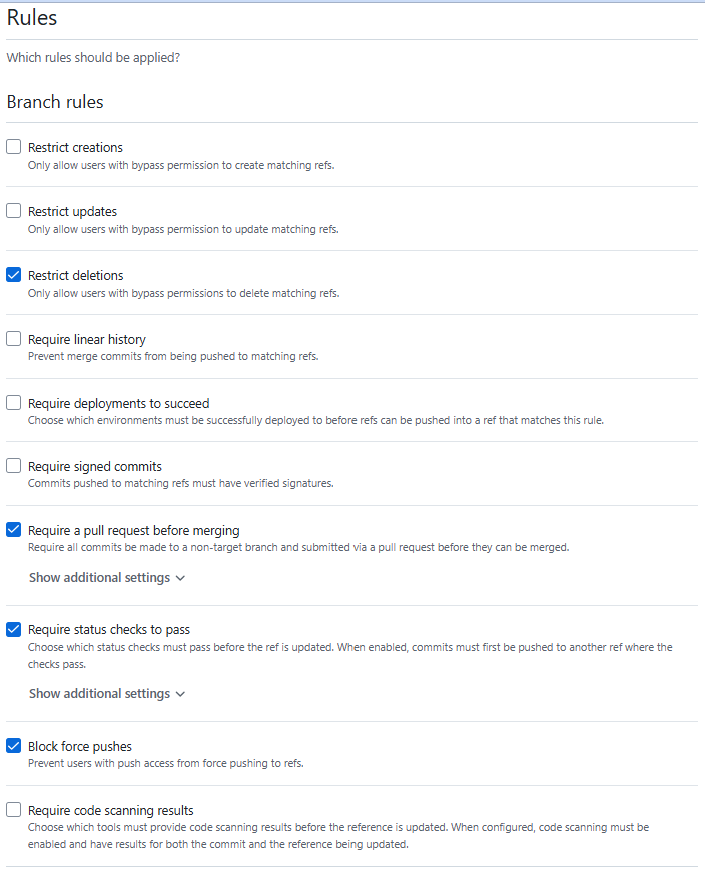 Rules
Which rules should be applied?
Branch rules
Restrict creations
Only allow users with bypass permission to create matching refs.
Restrict updates
Only allow users with bypass permission to update matching refs.
Restrict deletions
Only allow users with bypass permissions to delete matching refs.
Require linear history
Prevent merge commits from being pushed to matching refs.
Require deployments to succeed
Choose which environments must be successfully deployed to before refs can be pushed into a ref that matches this rule.
Require signed commits
Commits pushed to matching refs must have verified signatures.
Require a pull request before merging
Require all commits be made to a non-target branch and submitted via a pull request before they can be merged.
Show additional settings
Require status checks to pass
Choose which status checks must pass before the ref is updated. When enabled, commits must first be pushed to another ref where the
checks pass.
Show additional settings
Block force pushes
Prevent users with push access from force pushing to refs.
Require code scanning results
Choose which tools must provide code scanning results before the reference is updated. When configured, code scanning must be
enabled and have results for both the commit and the reference being updated.